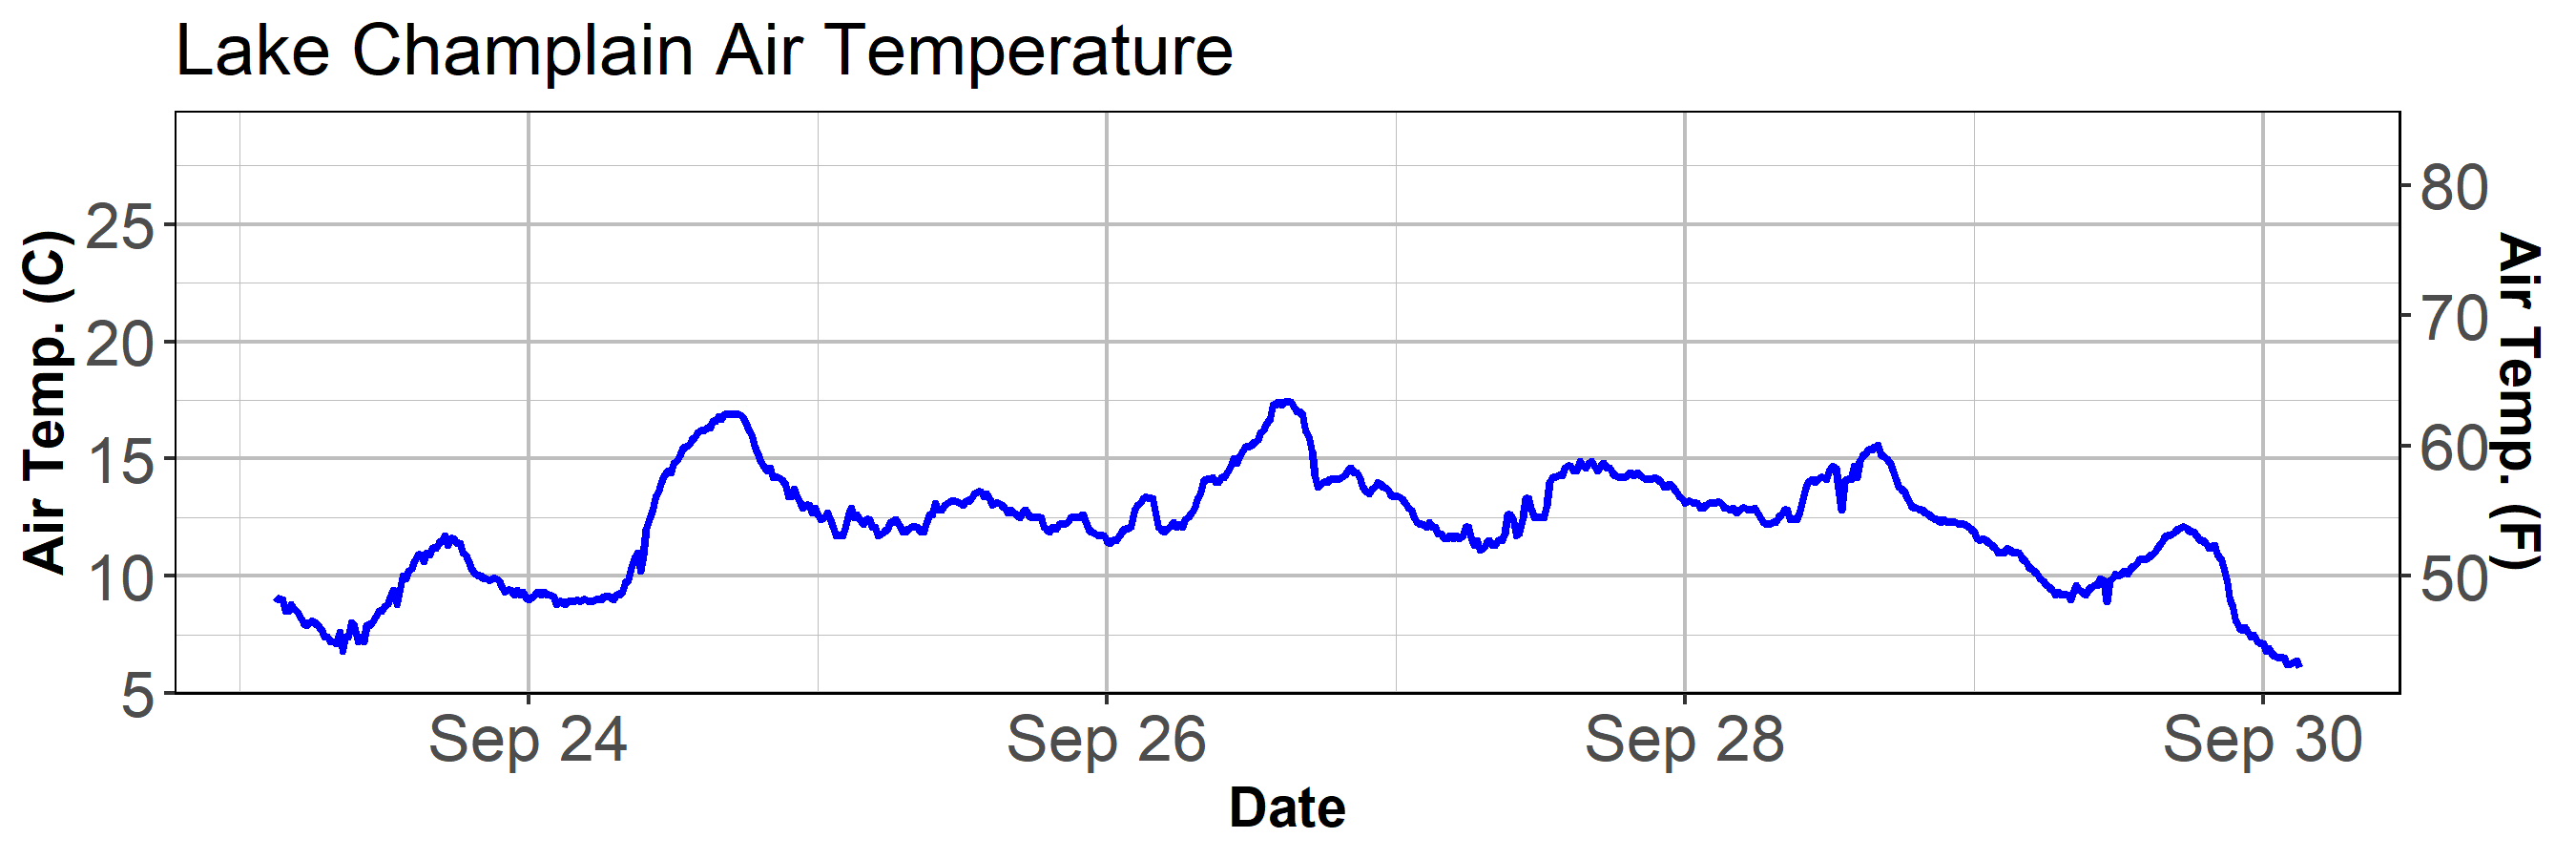 Lake Champlain Air Temperature
Air Temp. (C)
25
20
15
10
5
80
70
60
50
Air Temp. (F)
Sep 24
Sep 26
Sep 28
Sep 30
Date